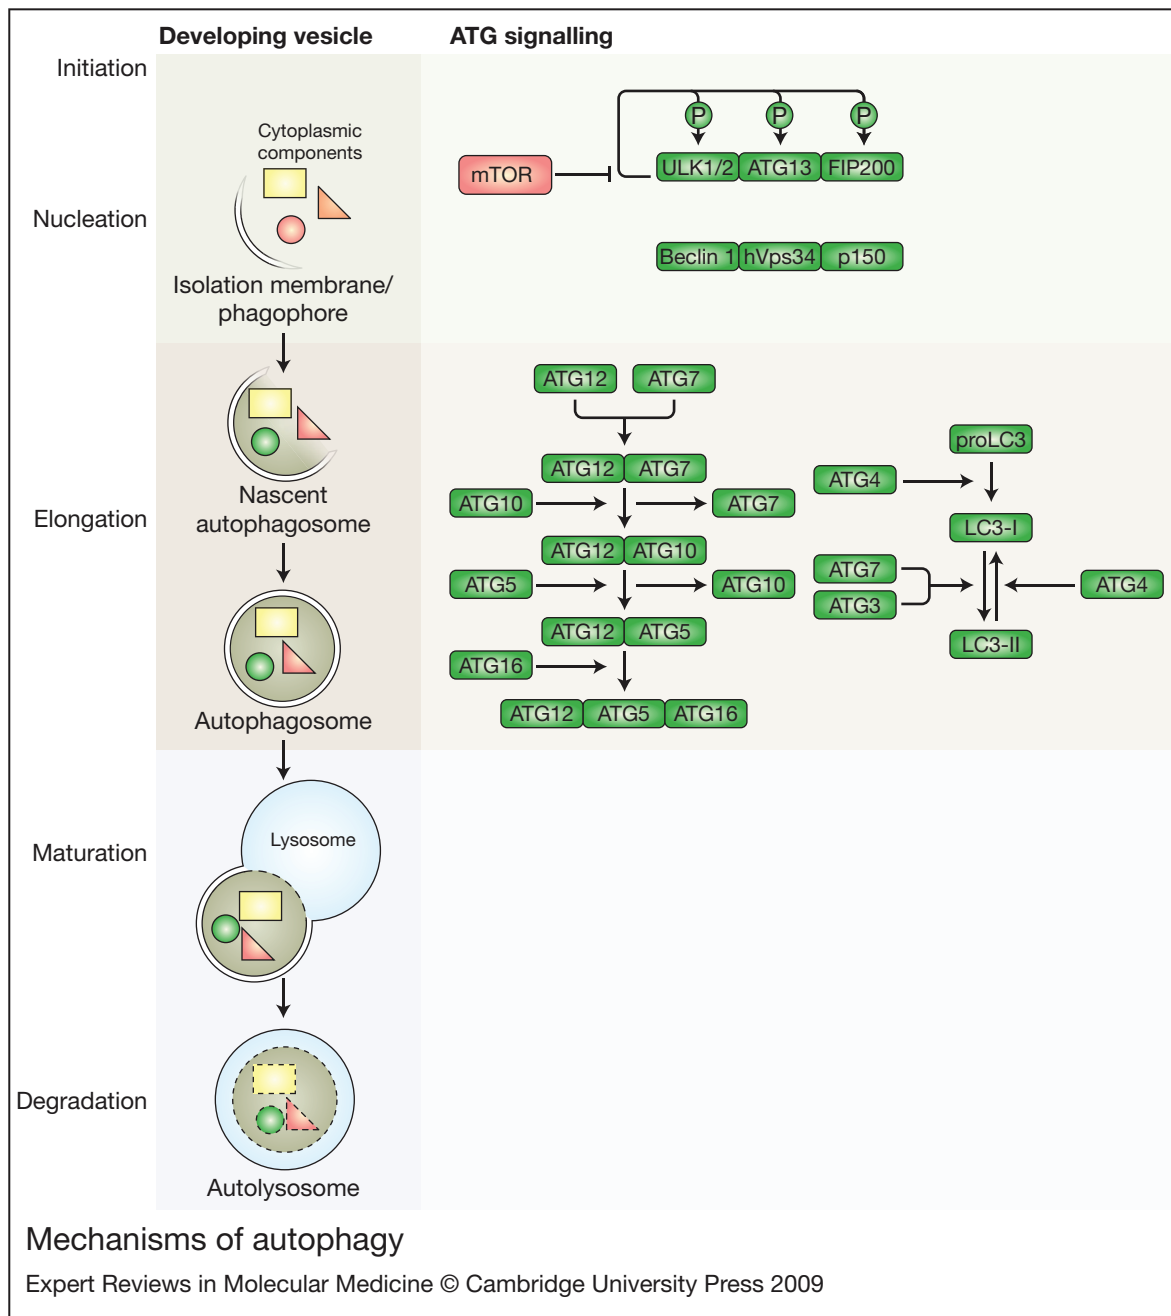 Developing vesicle
ATG signalling
Initiation
Cytoplasmic
components
P
P
P
mTOR
ULK1/2
ATG13
FIP200
Nucleation
Beclin 1
hVps34
p150
Isolation membrane/
phagophore
ATG12
ATG7
proLC3
ATG12
ATG7
ATG4
Nascent
autophagosome
ATG10
ATG7
Elongation
LC3-I
ATG12
ATG10
ATG7
ATG3
ATG4
ATG5
ATG10
ATG12
ATG5
LC3-II
ATG16
Autophagosome
ATG12
ATG5
ATG16
Lysosome
Maturation
Degradation
Autolysosome
Mechanisms of autophagy
Expert Reviews in Molecular Medicine © Cambridge University Press 2009